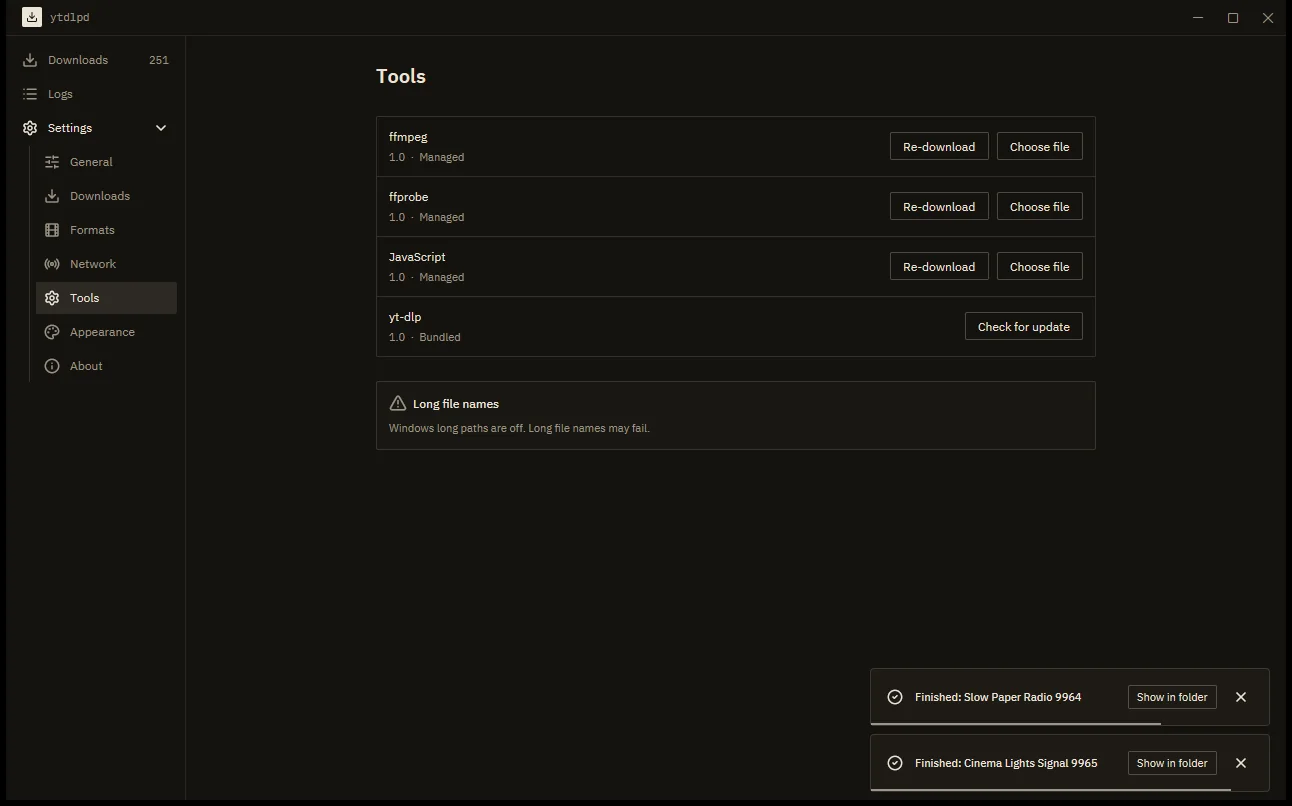 ytdlpd
Downloads 251
Logs
Settings
General
Downloads
Formats
Network
Tools
Appearance
About
Tools
ffmpeg
1.0 · Managed
Re-download Choose file
ffprobe
1.0 · Managed
Re-download Choose file
JavaScript
1.0 · Managed
Re-download Choose file
yt-dlp
1.0 · Bundled
Check for update
Long file names
Windows long paths are off. Long file names may fail.
Finished: Slow Paper Radio 9964 Show in folder
Finished: Cinema Lights Signal 9965 Show in folder